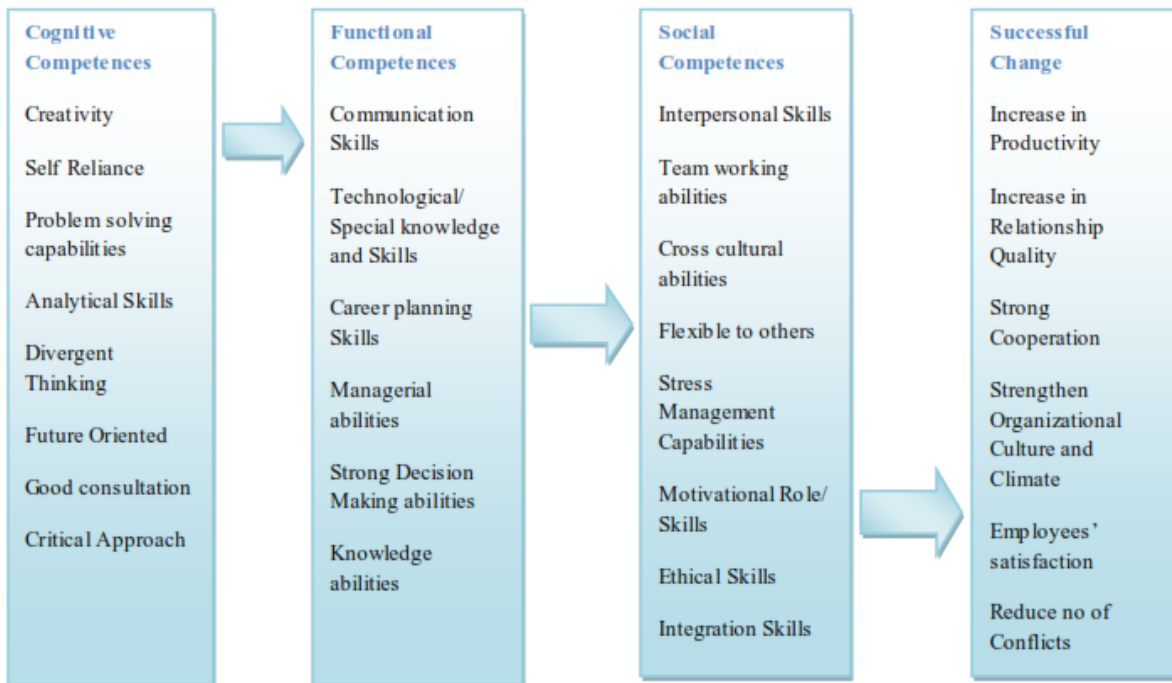 Cognitive
Competences
Creativity
Self Reliance
Problem solving
capabilities
Analytical Skills
Divergent
Thinking
Future Oriented
Good consultation
Critical Approach
Functional
Competences
Communication
Skills
Technological/
Special knowledge
and Skills
Career planning
Skills
Managerial
abilities
Strong Decision
Making abilities
Knowledge
abilities
Social
Competences
Interpersonal Skills
Team working
abilities
Cross cultural
abilities
Flexible to others
Stress
Management
Capabilities
Motivational Role/
Skills
Ethical Skills
Integration Skills
Successful
Change
Increase in
Productivity
Increase in
Relationship
Quality
Strong
Cooperation
Strengthen
Organizational
Culture and
Climate
Employees’
satisfaction
Reduce no of
Conflicts